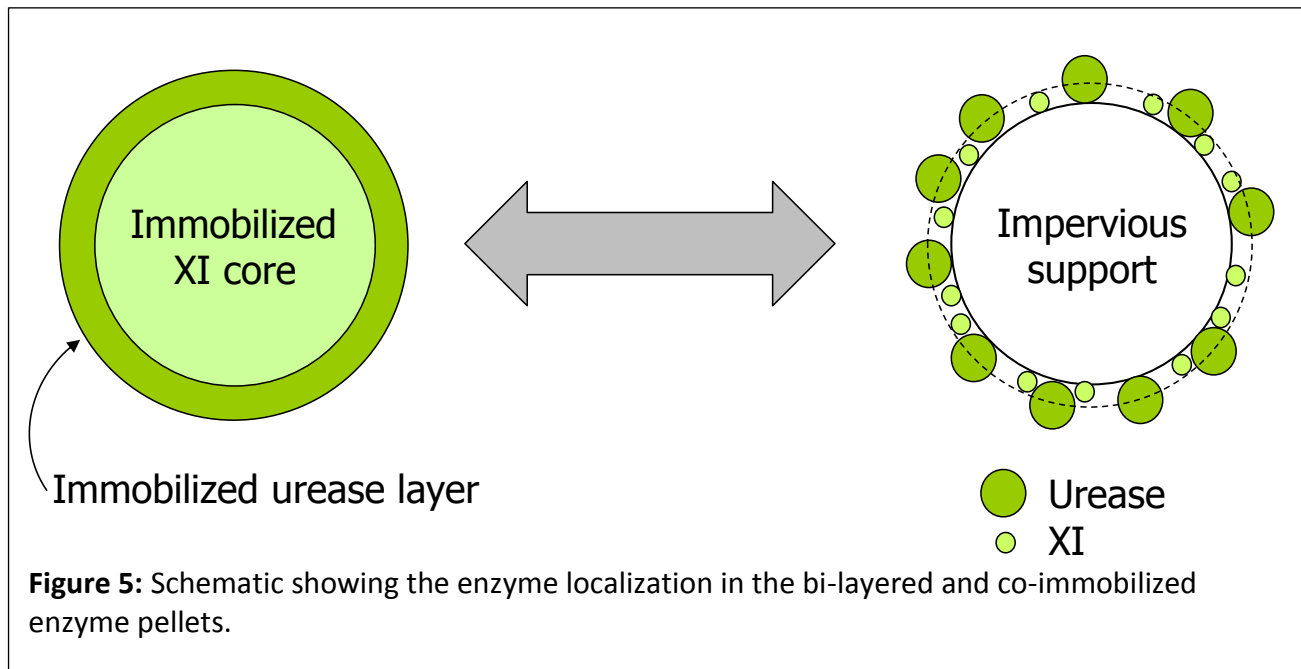 Immobilized
XI core
Impervious
support
Immobilized urease layer
Urease
XI
Figure 5: Schematic showing the enzyme localization in the bi-layered and co-immobilized
enzyme pellets.